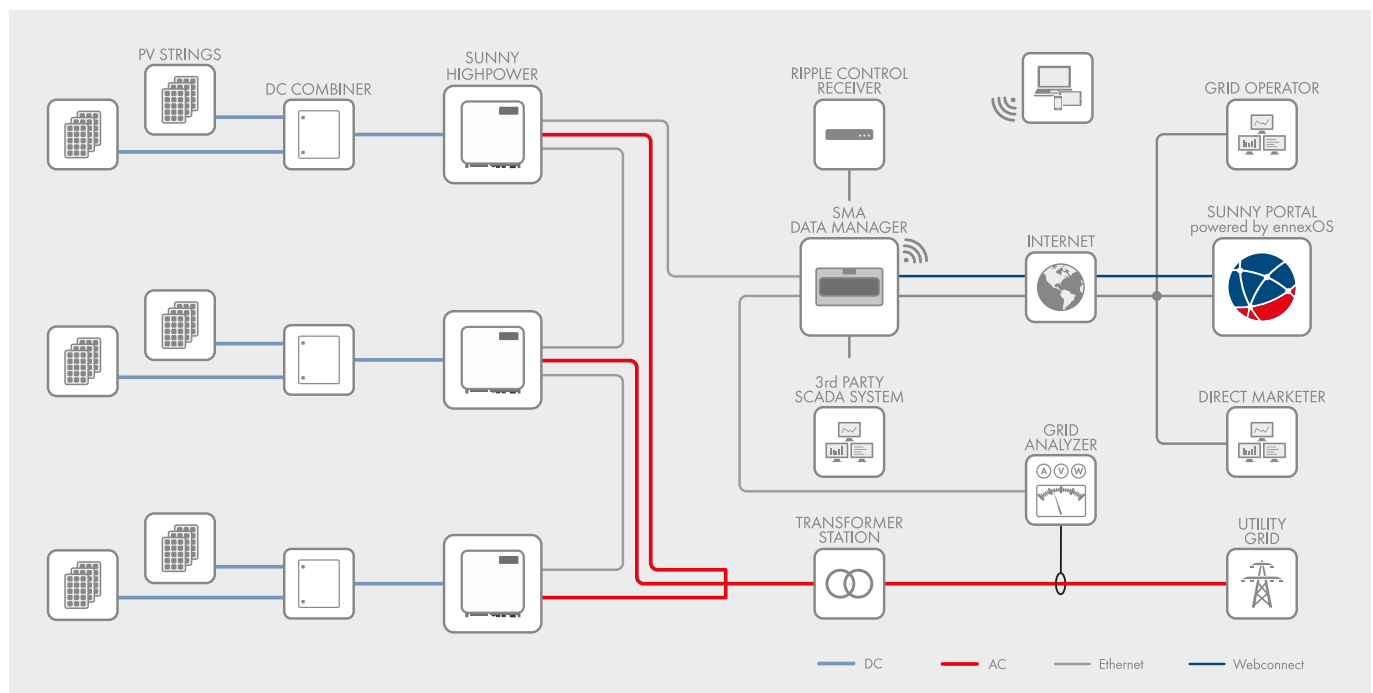 PV STRINGS
DC COMBINER
SUNNY
HIGHPOWER
RIPPLE CONTROL
RECEIVER
GRID OPERATOR
SMA
DATA MANAGER
INTERNET
SUNNY PORTAL
powered by ennexOS
3rd PARTY
SCADA SYSTEM
DIRECT MARKETER
GRID
ANALYZER
A V W
TRANSFORMER
STATION
UTILITY
GRID
DC
AC
Ethernet
Webconnect